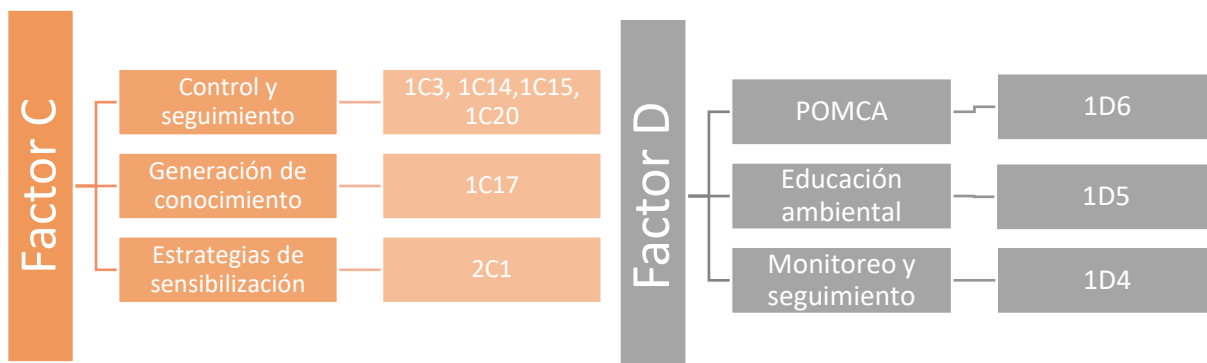 Factor C
Control y
seguimiento
1C3, 1C14,1C15,
1C20
Generación de
conocimiento
1C17
Estrategias de
sensibilización
2C1
Factor D
POMCA
1D6
Educación
ambiental
1D5
Monitoreo y
seguimiento
1D4